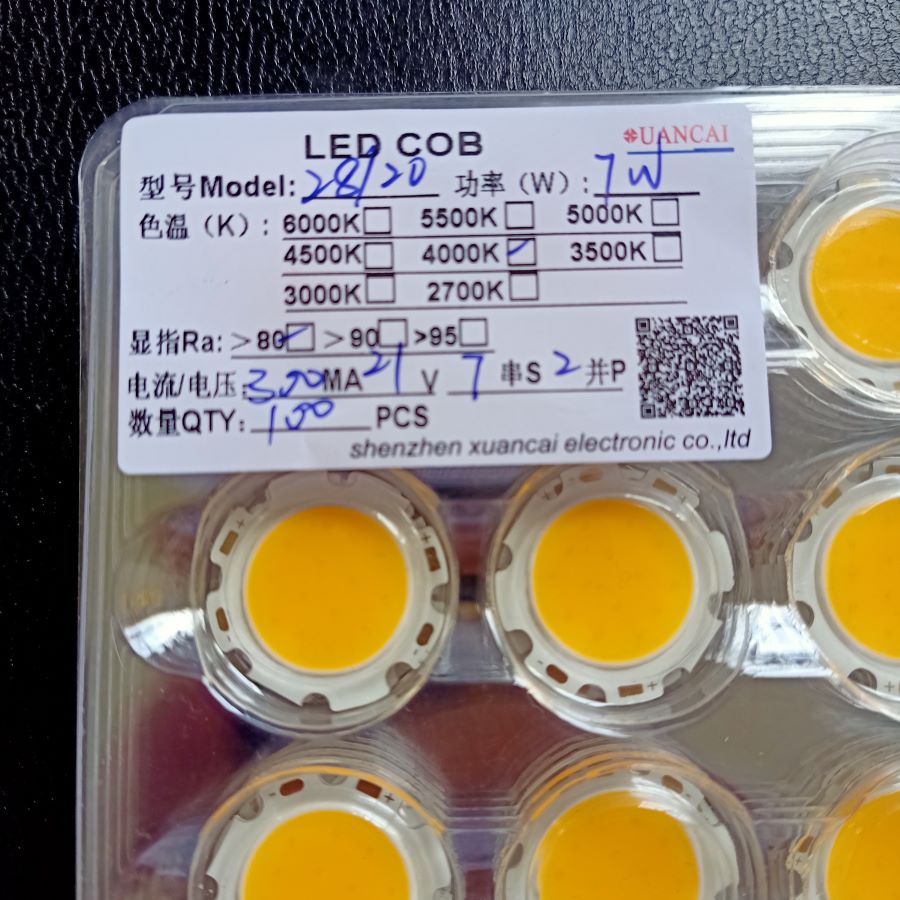 LED COB
XUANCAI
型号Model: 28/20 功率（W）: 7W
色温（K）: 6000K 5500K 5000K
4500K 4000K 3500K
3000K 2700K
显指Ra: >80 >90 >95
电流/电压: 300MA 21 V 7 串S 2 并P
数量QTY: 100 PCS
shenzhen xuancai electronic co.,ltd